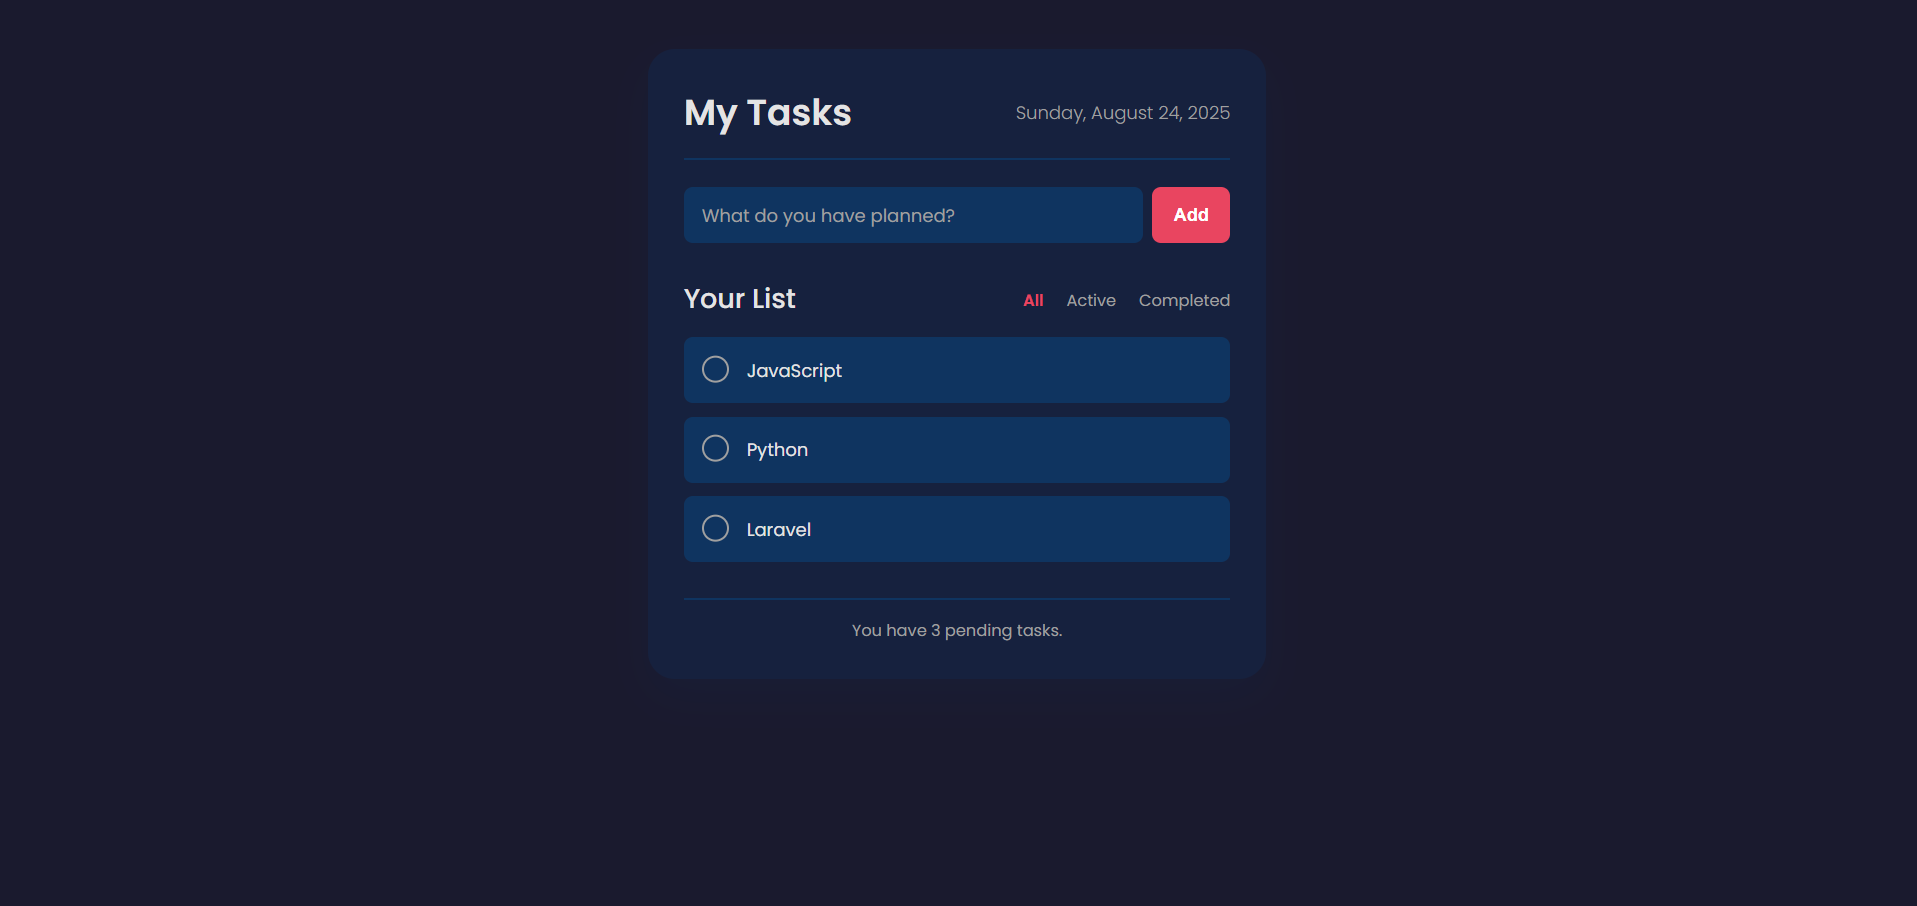 My Tasks
Sunday, August 24, 2025
What do you have planned?
Add
Your List
All Active Completed
JavaScript
Python
Laravel
You have 3 pending tasks.